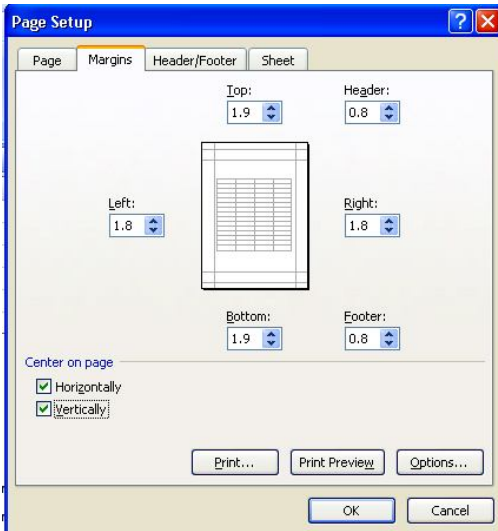 Page Setup
Page Margins Header/Footer Sheet
Top: Header:
1.9 0.8
Left: Right:
1.8 1.8
Bottom: Footer:
1.9 0.8
Center on page
Horizontally
Vertically
Print... Print Preview Options...
OK Cancel